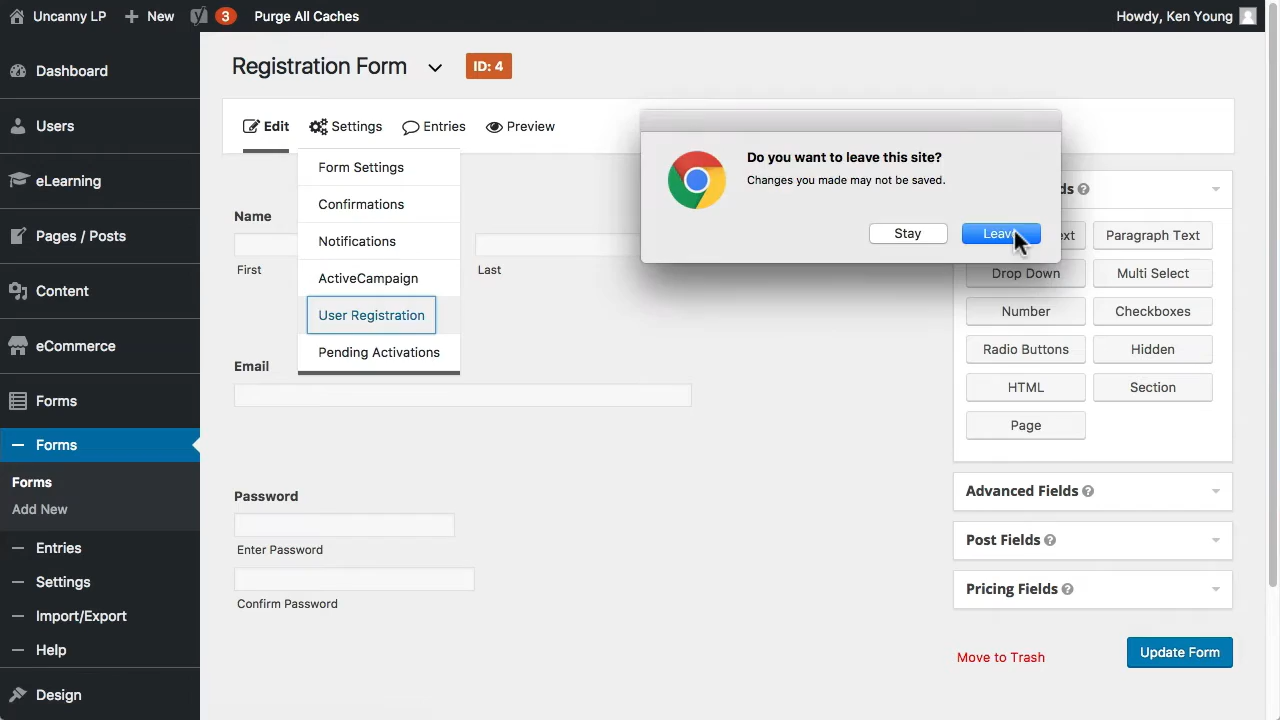 Uncanny LP
New
3
Purge All Caches
Howdy, Ken Young
Dashboard
Users
eLearning
Pages / Posts
Content
eCommerce
Forms
Forms
Forms
Add New
Entries
Settings
Import/Export
Help
Design
Registration Form
ID: 4
Edit
Settings
Entries
Preview
Form Settings
Confirmations
Notifications
ActiveCampaign
User Registration
Pending Activations
Name
First
Last
Email
Password
Enter Password
Confirm Password
Do you want to leave this site?
Changes you made may not be saved.
Stay
Leave
Paragraph Text
Drop Down
Multi Select
Number
Checkboxes
Radio Buttons
Hidden
HTML
Section
Page
Advanced Fields
Post Fields
Pricing Fields
Move to Trash
Update Form